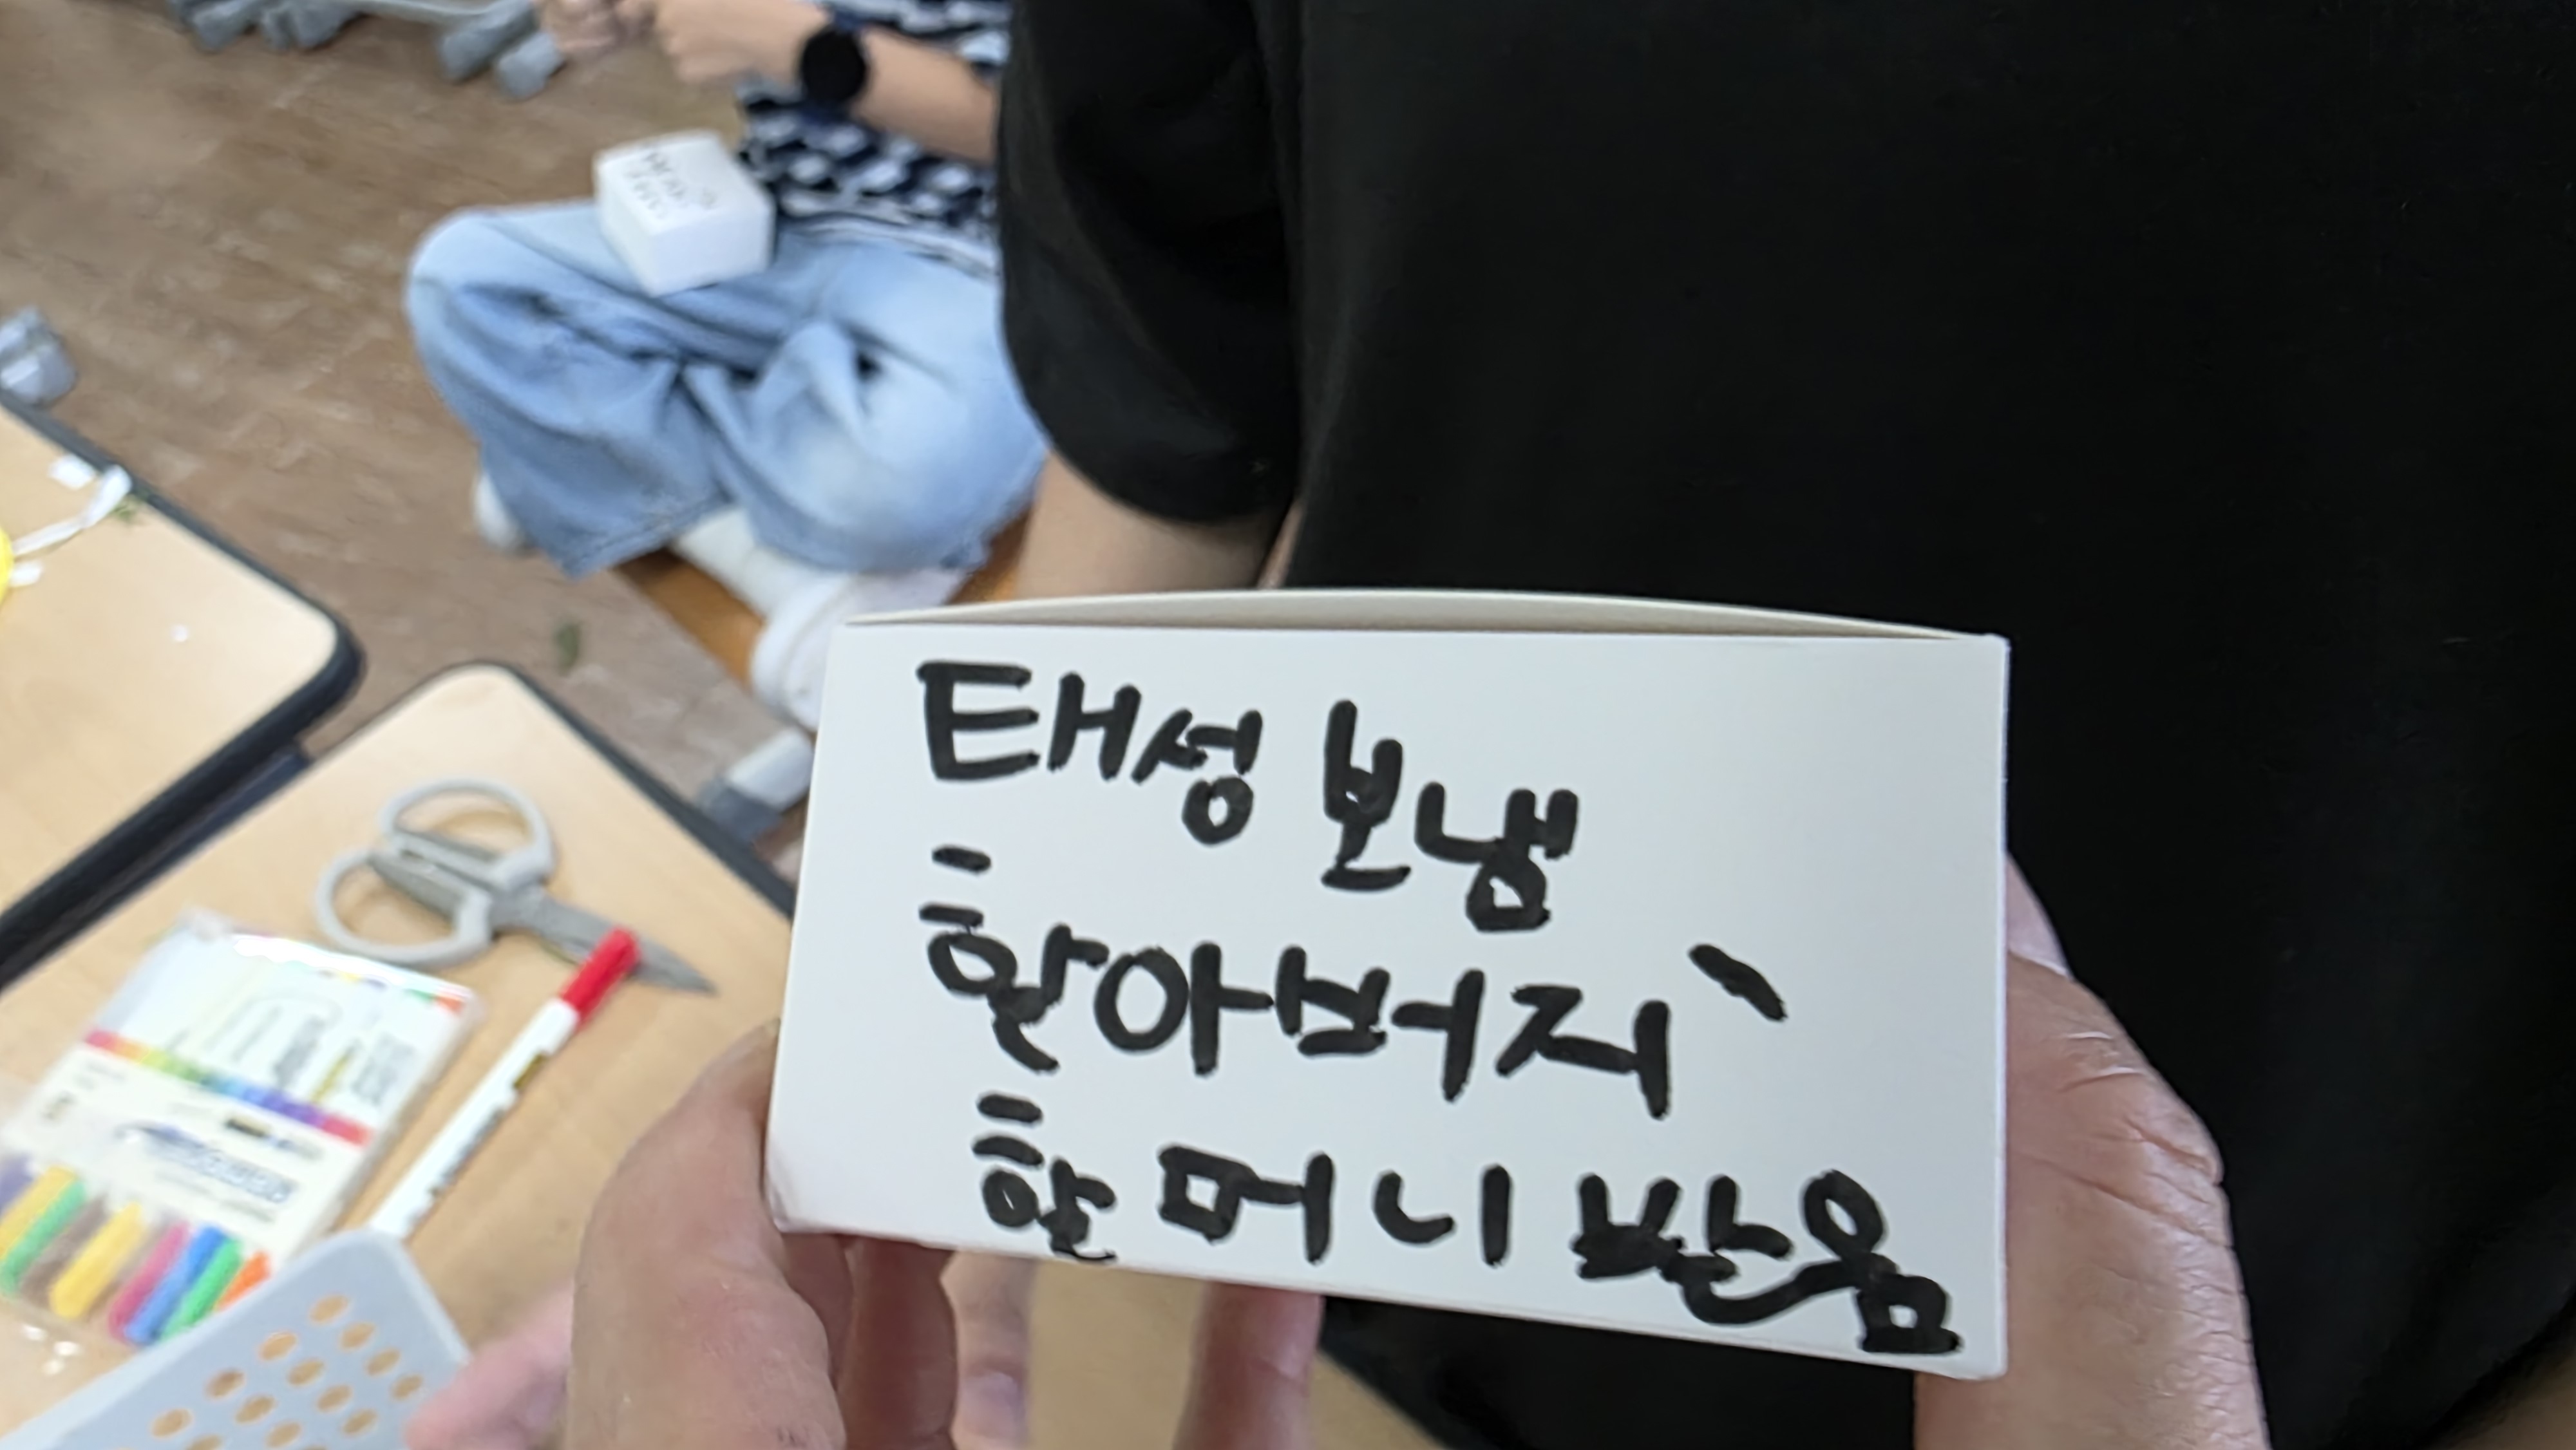 태성 보냄
할아버지,
할머니 받음